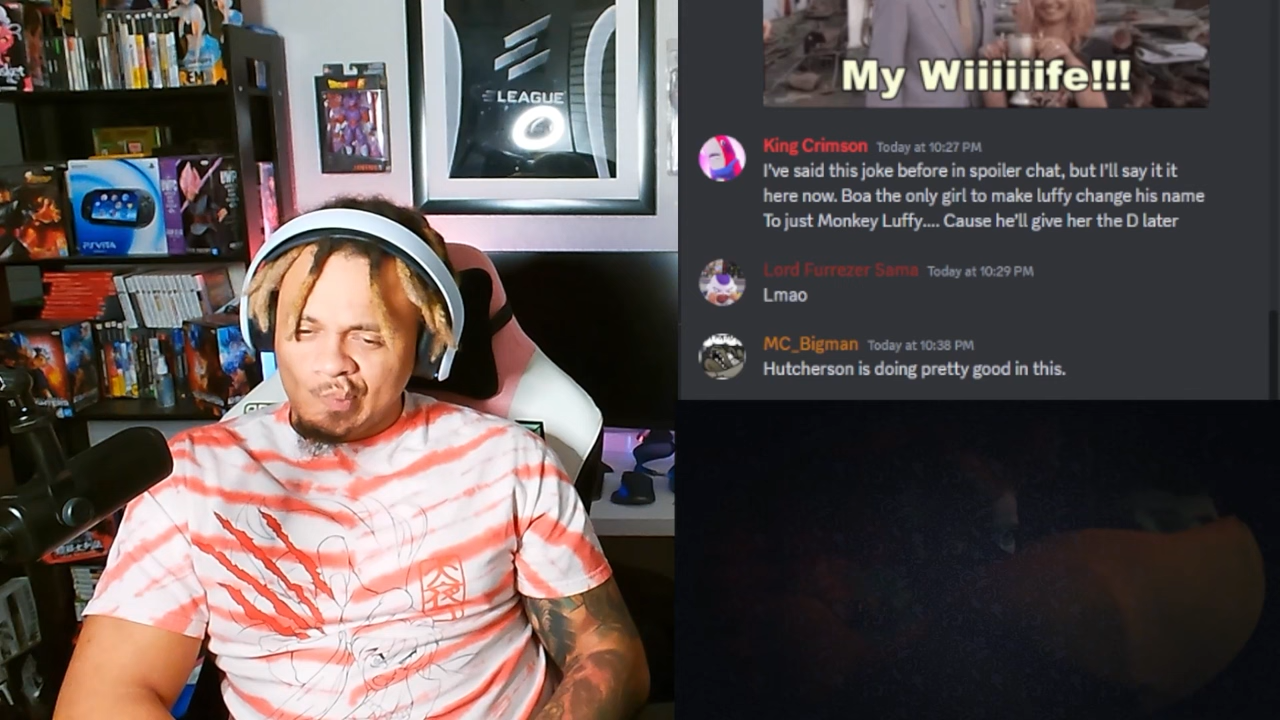 LEAGUE
PSVITA
My Wiiiiiife!!!
King Crimson Today at 10:27 PM
I've said this joke before in spoiler chat, but I'll say it it
here now. Boa the only girl to make luffy change his name
To just Monkey Luffy.... Cause he'll give her the D later
Lord Furrezer Sama Today at 10:29 PM
Lmao
MC_Bigman Today at 10:38 PM
Hutcherson is doing pretty good in this.